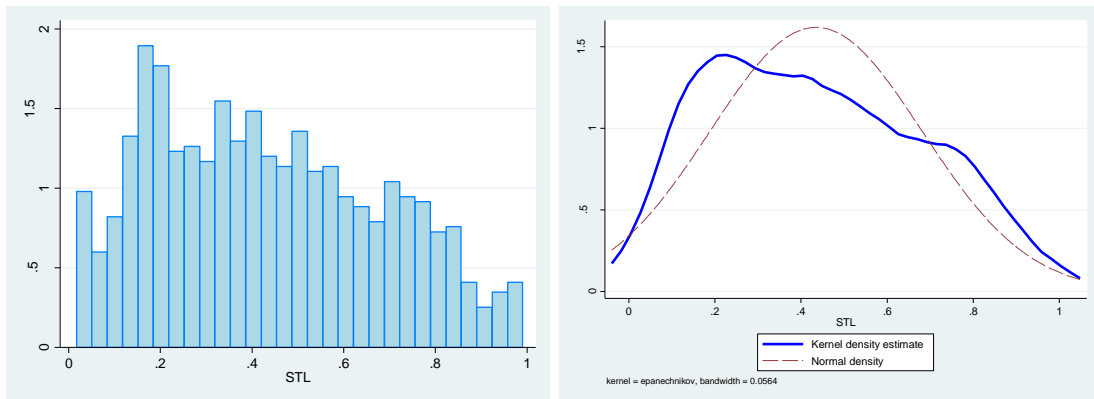 2
1.5
1
.5
0
0 .2 .4 .6 .8 1
STL
1.5
1
.5
0
0 .2 .4 .6 .8 1
STL
Kernel density estimate
Normal density
kernel = epanechnikov, bandwidth = 0.0564